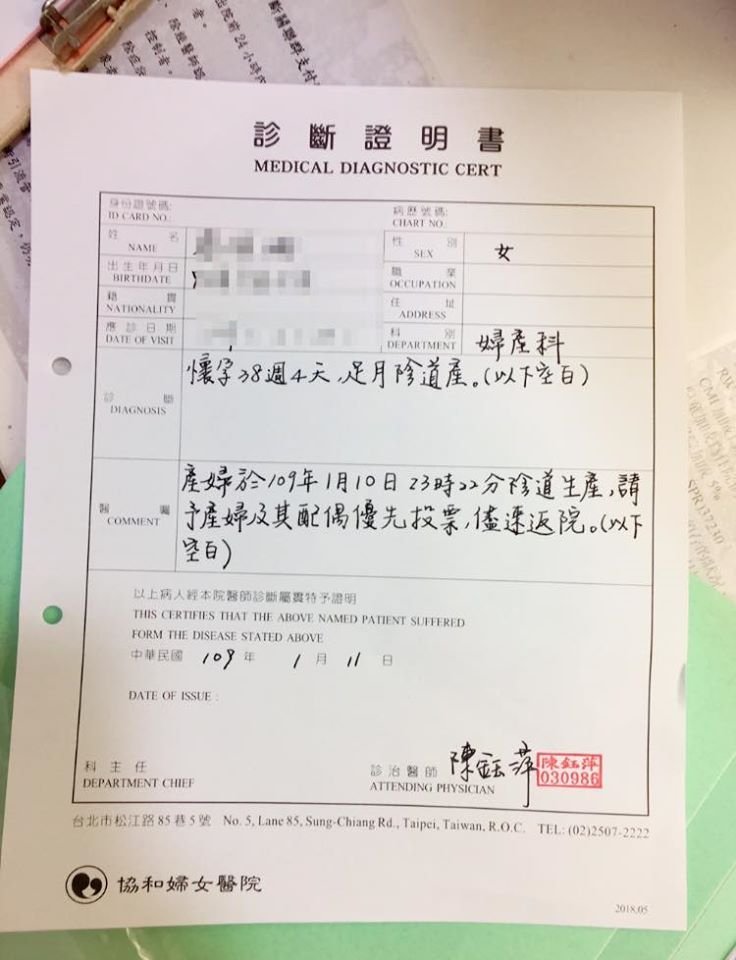 診斷證明書
MEDICAL DIAGNOSTIC CERT
身份證號碼:
ID CARD NO.:
病歷號碼:
CHART NO.
姓名
NAME
性別
SEX
女
出生年月日
BIRTHDATE
職業
OCCUPATION
籍貫
NATIONALITY
住址
ADDRESS
應診日期
DATE OF VISIT
科別
DEPARTMENT
婦產科
診斷
DIAGNOSIS
懷孕38週4天,足月陰道產。(以下空白)
醫囑
COMMENT
產婦於109年1月10日23時22分陰道生產,請
予產婦及其配偶優先投票,儘速返院。(以下
空白)
以上病人經本院醫師診斷屬實特予證明
THIS CERTIFIES THAT THE ABOVE NAMED PATIENT SUFFERED
FORM THE DISEASE STATED ABOVE
中華民國 109 年 1 月 11 日
DATE OF ISSUE :
科主任
DEPARTMENT CHIEF
診治醫師
ATTENDING PHYSICIAN
陳鈺萍
陳鈺萍
030986
台北市松江路85巷5號 No. 5, Lane 85, Sung-Chiang Rd., Taipei, Taiwan, R.O.C. TEL: (02)2507-2222
協和婦女醫院
2018.05